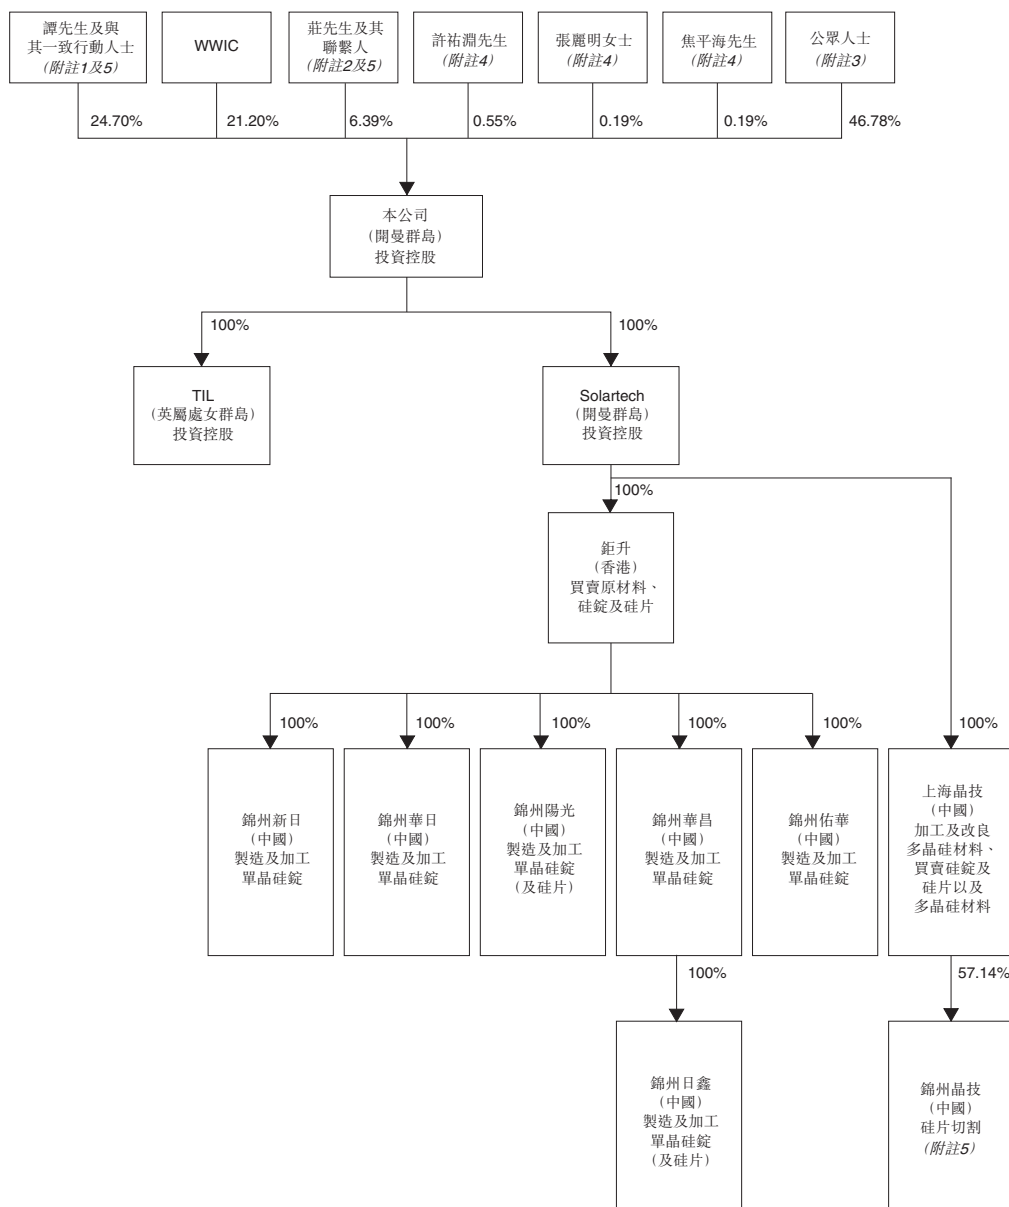 譚先生及與
其一致行動人士
(附註1及5)
WWIC
莊先生及其
聯繫人
(附註2及5)
許祐淵先生
(附註4)
張麗明女士
(附註4)
焦平海先生
(附註4)
公眾人士
(附註3)
24.70%
21.20%
6.39%
0.55%
0.19%
0.19%
46.78%
本公司
(開曼群島)
投資控股
100%
100%
TIL
(英屬處女群島)
投資控股
Solartech
(開曼群島)
投資控股
100%
鉅升
(香港)
買賣原材料、
硅錠及硅片
100%
100%
100%
100%
100%
100%
錦州新日
(中國)
製造及加工
單晶硅錠
錦州華日
(中國)
製造及加工
單晶硅錠
錦州陽光
(中國)
製造及加工
單晶硅錠
(及硅片)
錦州華昌
(中國)
製造及加工
單晶硅錠
錦州佑華
(中國)
製造及加工
單晶硅錠
上海晶技
(中國)
加工及改良
多晶硅材料、
買賣硅錠及
硅片以及
多晶硅材料
100%
57.14%
錦州日鑫
(中國)
製造及加工
單晶硅錠
(及硅片)
錦州晶技
(中國)
硅片切割
(附註5)